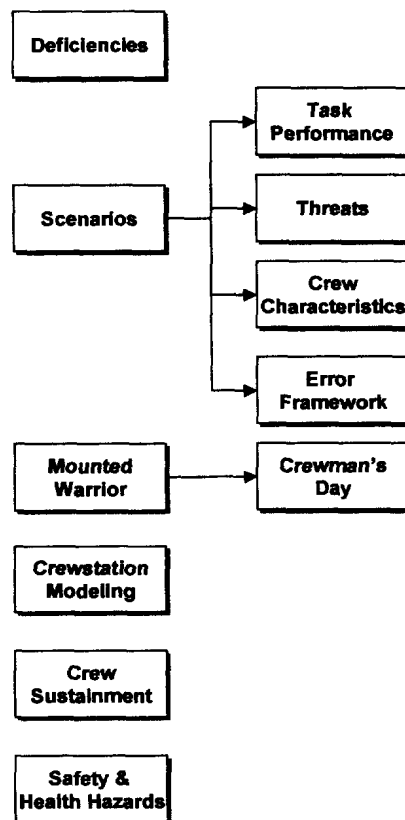 Deficiencies
Task
Performance
Scenarios
Threats
Crew
Characteristics
Error
Framework
Mounted
Warrior
Crewman's
Day
Crewstation
Modeling
Crew
Sustainment
Safety &
Health Hazards